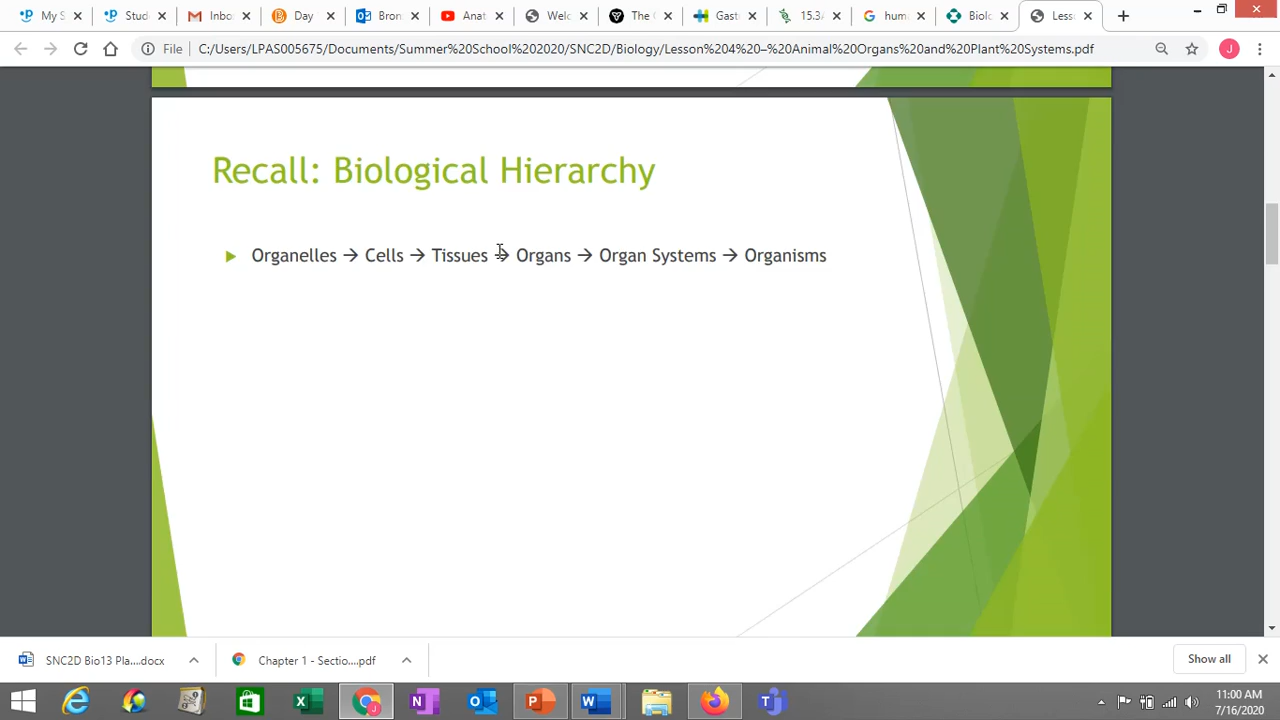 My S
Stud
Inbo
Day
Bron
Anat
Welc
The C
Gast
15.3A
hum
Biolo
Less
File
C:/Users/LPAS005675/Documents/Summer%20School%202020/SNC2D/Biology/Lesson%204%20–%20Animal%20Organs%20and%20Plant%20Systems.pdf
J
Recall: Biological Hierarchy
Organelles → Cells → Tissues → Organs → Organ Systems → Organisms
SNC2D Bio13 Pla....docx
Chapter 1 - Sectio....pdf
Show all
11:00 AM
7/16/2020